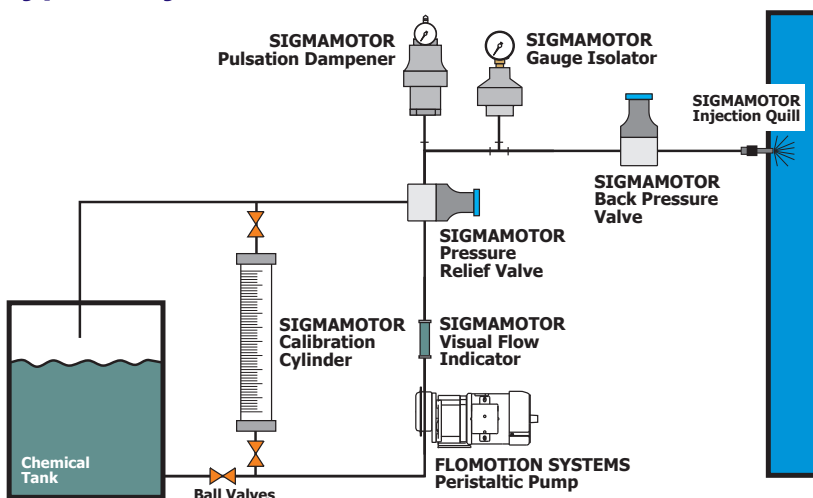 SIGMAMOTOR
Pulsation Dampener
SIGMAMOTOR
Gauge Isolator
SIGMAMOTOR
Injection Quill
SIGMAMOTOR
Back Pressure
Valve
SIGMAMOTOR
Pressure
Relief Valve
SIGMAMOTOR
Calibration
Cylinder
SIGMAMOTOR
Visual Flow
Indicator
Chemical
Tank
Ball Valves
FLOMOTION SYSTEMS
Peristaltic Pump